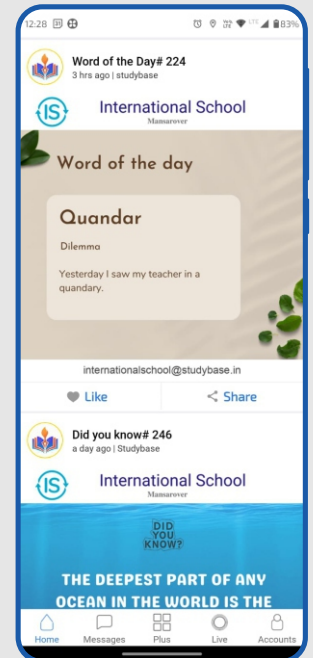 12:28
LTE 83%
Word of the Day# 224
3 hrs ago | studybase
IS
International School
Mansarover
Word of the day
Quandar
Dilemma
Yesterday I saw my teacher in a
quandary.
internationalschool@studybase.in
Like
Share
Did you know# 246
a day ago | Studybase
IS
International School
Mansarover
DID
YOU
KNOW?
THE DEEPEST PART OF ANY
OCEAN IN THE WORLD IS THE
Home
Messages
Plus
Live
Accounts